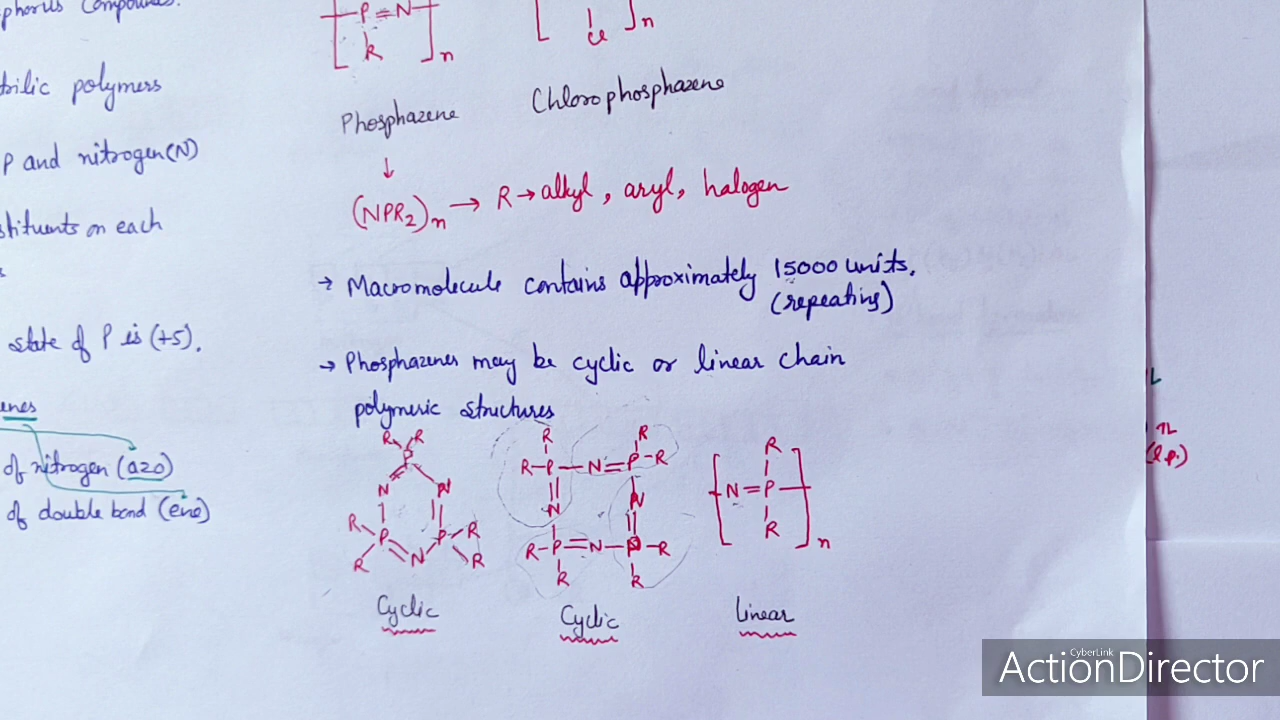 phorus Compounds.
trilic polymers
P and nitrogen(N)
stituents on each
state of P is (+5).
enes
of nitrogen (azo)
of double bond (ene)
P=N
R
n
Cl
n
Phosphazene
Chlorophosphazene
↓
(NPR2)n → R → alkyl, aryl, halogen
→ Macromolecule contains approximately 15000 units.
(repeating)
→ Phosphazenes may be cyclic or linear chain
polymeric structures
R R
P
N N
R P P R
R N R
R R
R-P-N=P-R
N N
R-P=N-P-R
R R
R
[N=P]n
R
Cyclic
Cyclic
Linear
(l.p.)
CyberLink
ActionDirector